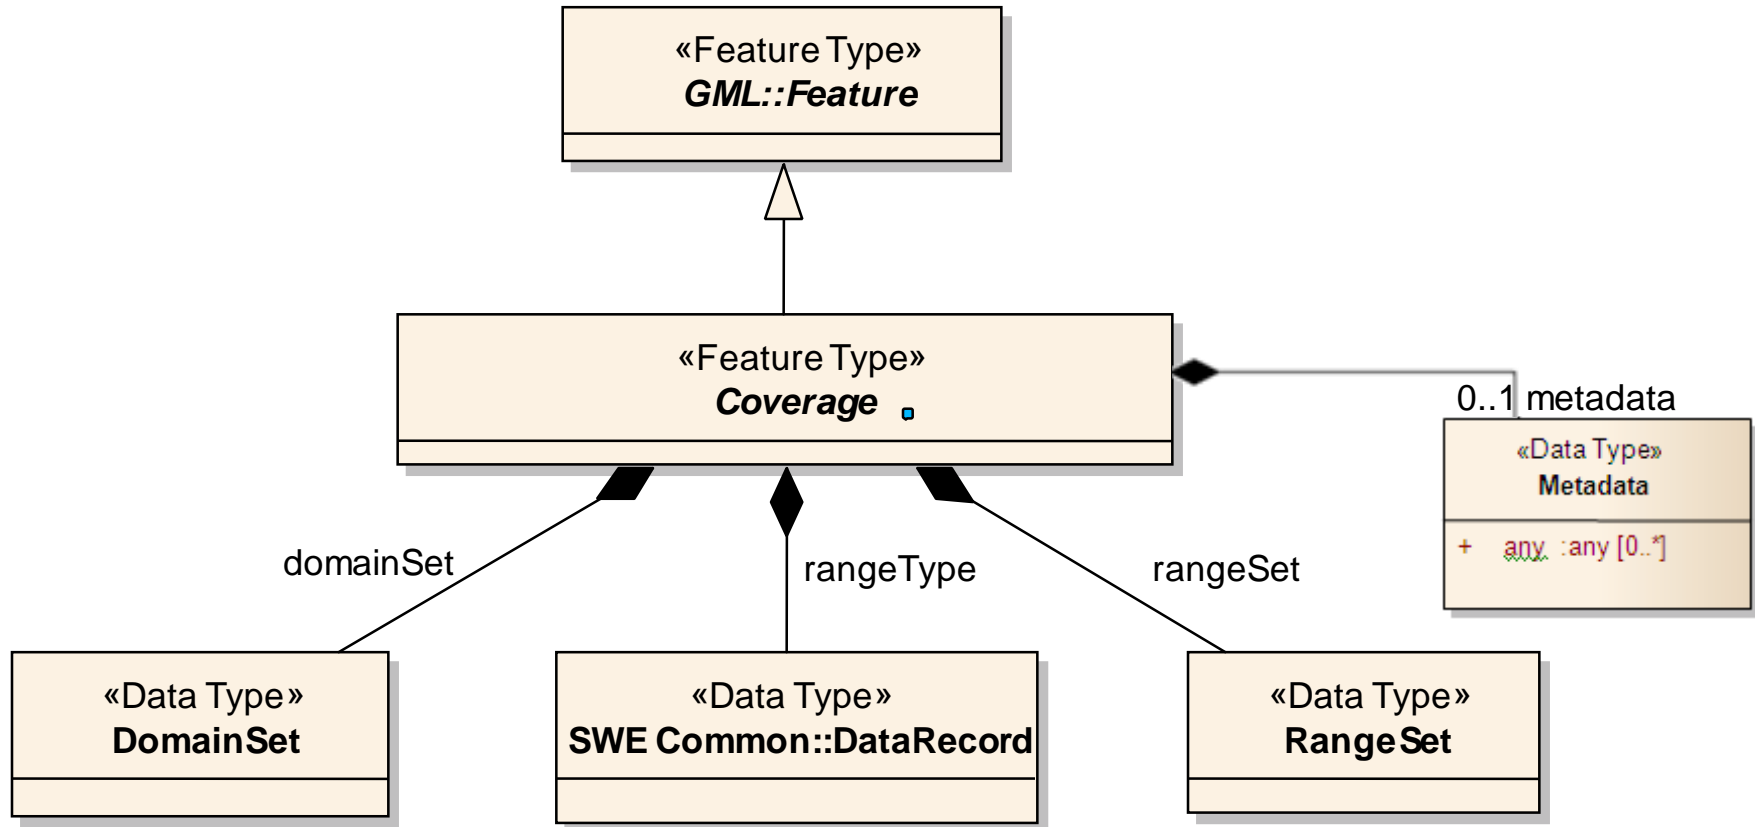 «Feature Type»
GML::Feature
«Feature Type»
Coverage
0..1 metadata
«Data Type»
Metadata
+ any :any [0..*]
domainSet
rangeType
rangeSet
«Data Type»
DomainSet
«Data Type»
SWE Common::DataRecord
«Data Type»
RangeSet